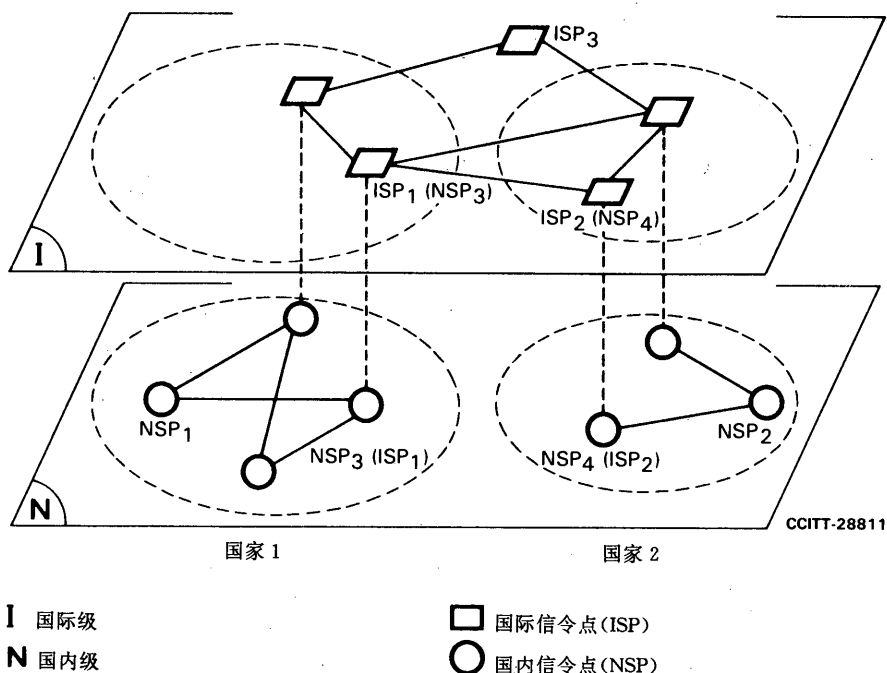 ISP3
ISP1 (NSP3)
ISP2 (NSP4)
I
NSP1
NSP3 (ISP1)
NSP4 (ISP2)
NSP2
N
CCITT-28811
国家 1
国家 2
I 国际级
国际信令点(ISP)
N 国内级
国内信令点(NSP)